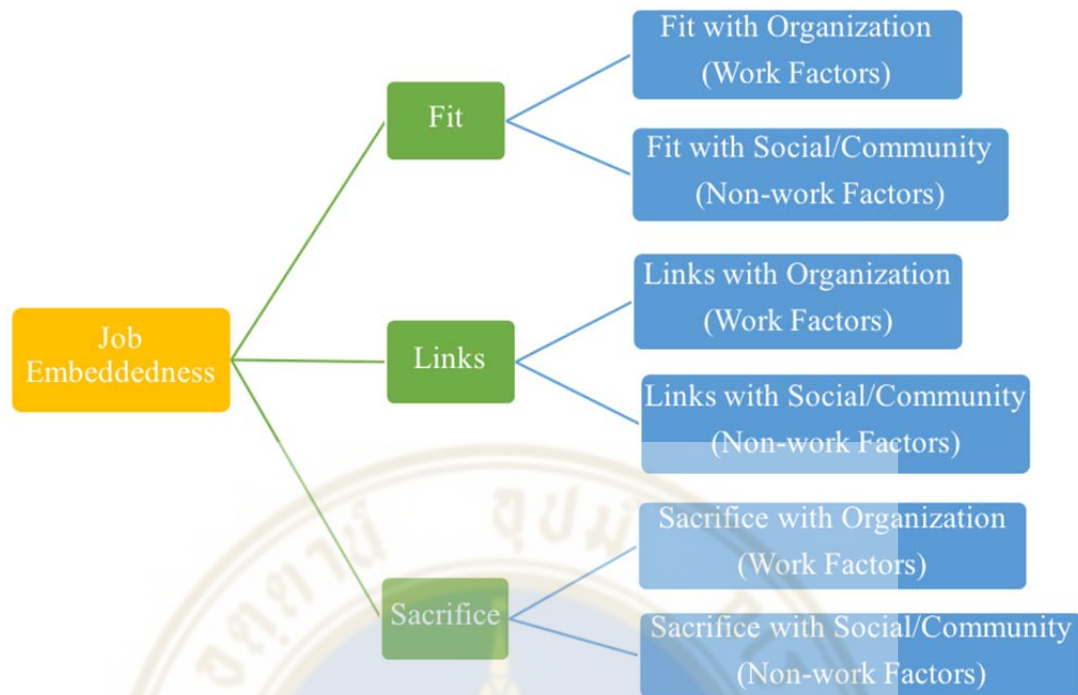 Job
Embeddedness
Fit
Fit with Organization
(Work Factors)
Fit with Social/Community
(Non-work Factors)
Links
Links with Organization
(Work Factors)
Links with Social/Community
(Non-work Factors)
Sacrifice
Sacrifice with Organization
(Work Factors)
Sacrifice with Social/Community
(Non-work Factors)